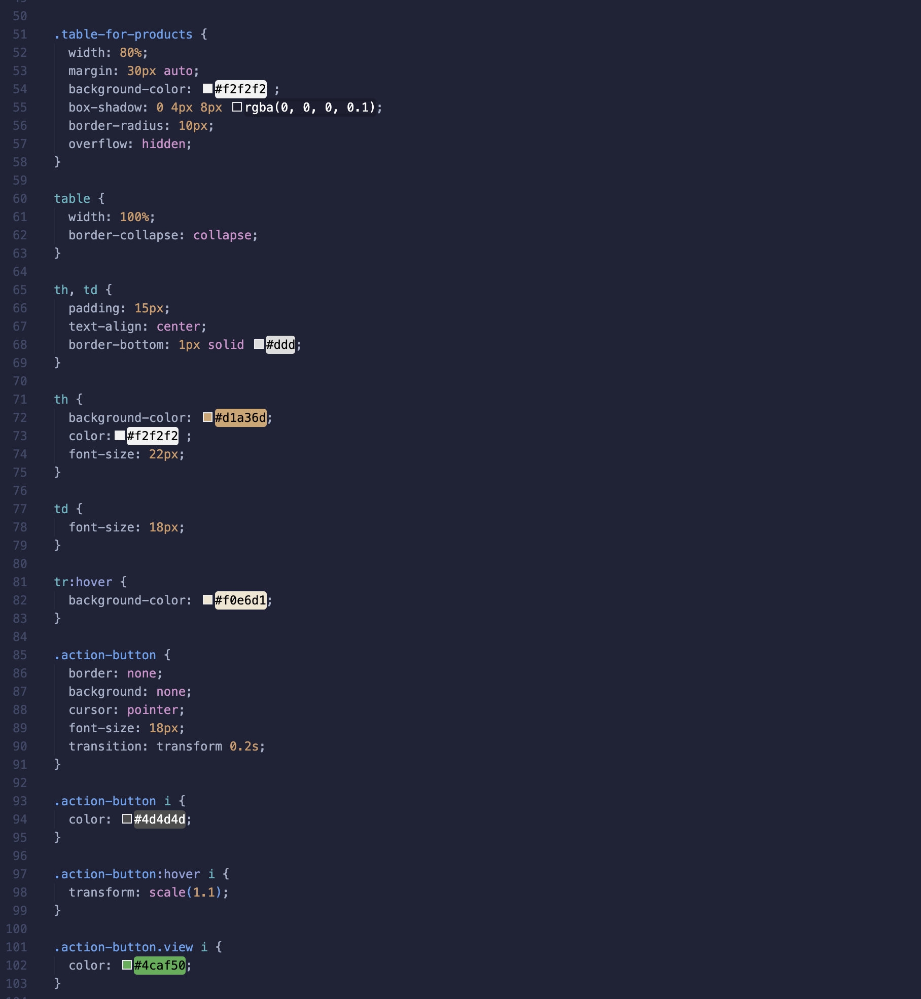 50
51 .table-for-products {
52 width: 80%;
53 margin: 30px auto;
54 background-color: #f2f2f2 ;
55 box-shadow: 0 4px 8px rgba(0, 0, 0, 0.1);
56 border-radius: 10px;
57 overflow: hidden;
58 }
59
60 table {
61 width: 100%;
62 border-collapse: collapse;
63 }
64
65 th, td {
66 padding: 15px;
67 text-align: center;
68 border-bottom: 1px solid #ddd;
69 }
70
71 th {
72 background-color: #d1a36d;
73 color: #f2f2f2 ;
74 font-size: 22px;
75 }
76
77 td {
78 font-size: 18px;
79 }
80
81 tr:hover {
82 background-color: #f0e6d1;
83 }
84
85 .action-button {
86 border: none;
87 background: none;
88 cursor: pointer;
89 font-size: 18px;
90 transition: transform 0.2s;
91 }
92
93 .action-button i {
94 color: #4d4d4d;
95 }
96
97 .action-button:hover i {
98 transform: scale(1.1);
99 }
100
101 .action-button.view i {
102 color: #4caf50;
103 }